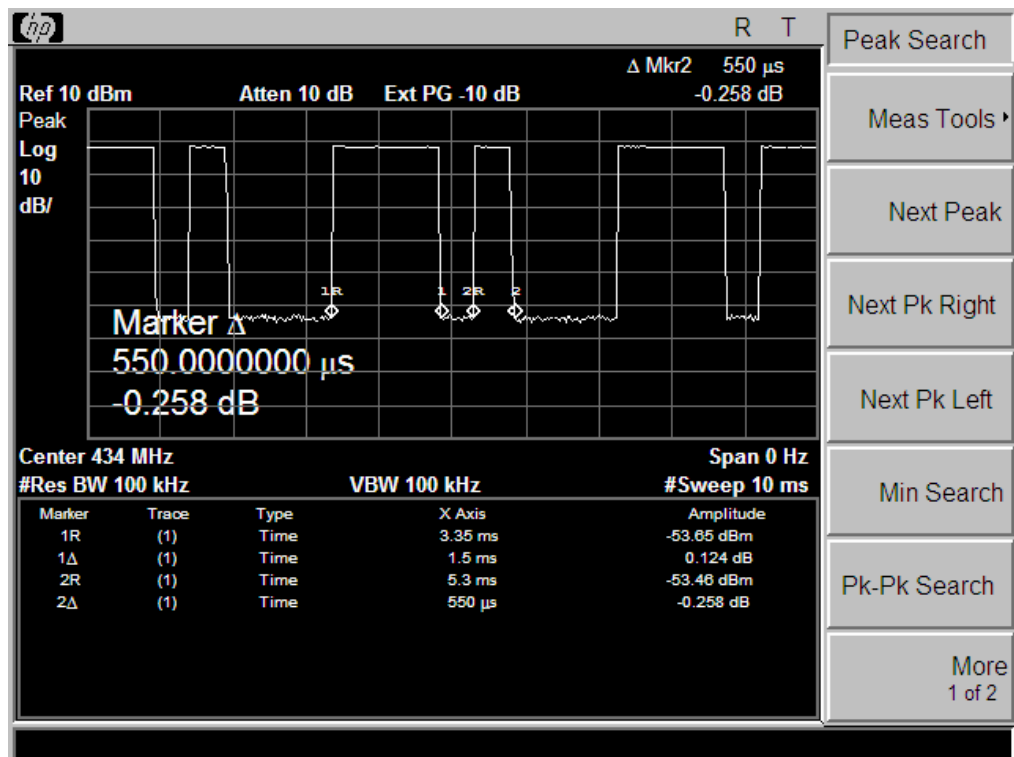 hp
R T
Δ Mkr2 550 μs
Ref 10 dBm Atten 10 dB Ext PG -10 dB -0.258 dB
Peak
Log
10
dB/
1R 1 2R 2
Marker Δ
550.0000000 μs
-0.258 dB
Center 434 MHz Span 0 Hz
#Res BW 100 kHz VBW 100 kHz #Sweep 10 ms
Marker Trace Type X Axis Amplitude
1R (1) Time 3.35 ms -53.65 dBm
1Δ (1) Time 1.5 ms 0.124 dB
2R (1) Time 5.3 ms -53.46 dBm
2Δ (1) Time 550 μs -0.258 dB
Peak Search
Meas Tools
Next Peak
Next Pk Right
Next Pk Left
Min Search
Pk-Pk Search
More
1 of 2